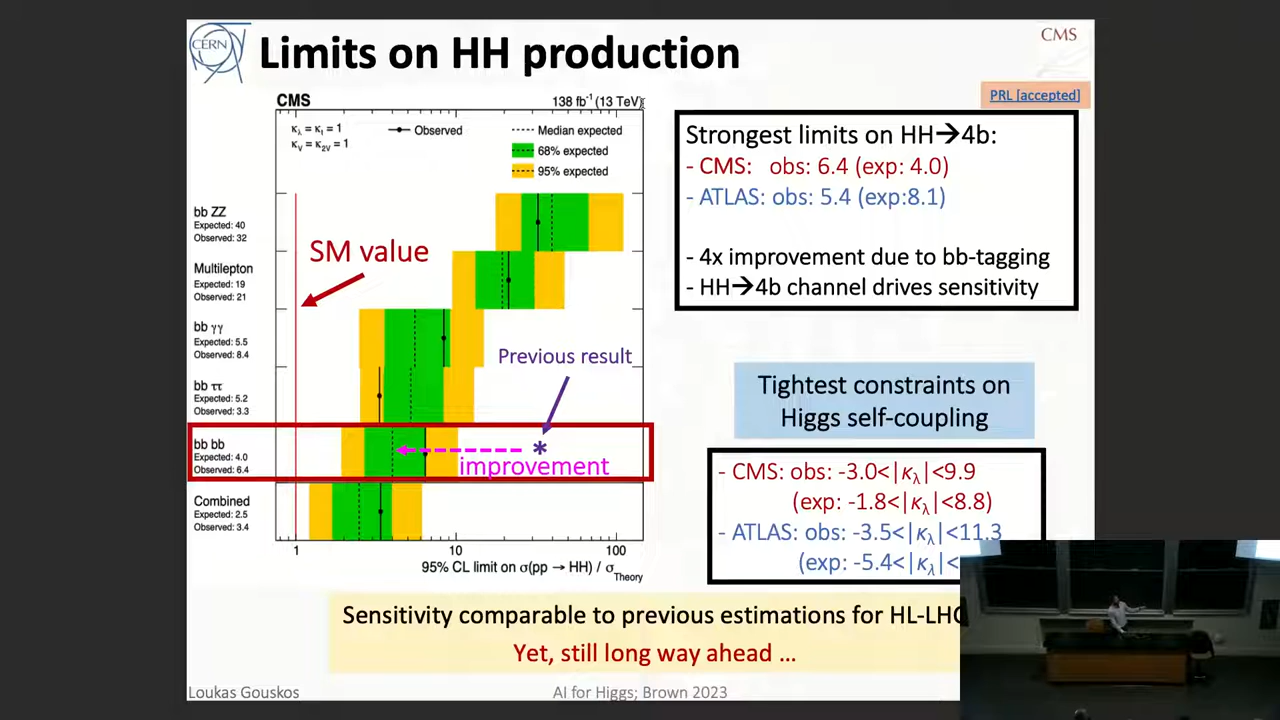 CERN
Limits on HH production
CMS
PRL [accepted]
CMS
138 fb⁻¹ (13 TeV)
κλ = κt = 1
κV = κ2V = 1
Observed
Median expected
68% expected
95% expected
bb ZZ
Expected: 40
Observed: 32
Multilepton
Expected: 19
Observed: 21
bb γγ
Expected: 5.5
Observed: 8.4
bb ττ
Expected: 5.2
Observed: 3.3
bb bb
Expected: 4.0
Observed: 6.4
Combined
Expected: 2.5
Observed: 3.4
SM value
Previous result
*
improvement
1 10 100
95% CL limit on σ(pp → HH) / σTheory
Strongest limits on HH→4b:
- CMS: obs: 6.4 (exp: 4.0)
- ATLAS: obs: 5.4 (exp:8.1)
- 4x improvement due to bb-tagging
- HH→4b channel drives sensitivity
Tightest constraints on
Higgs self-coupling
- CMS: obs: -3.0<|κλ|<9.9
(exp: -1.8<|κλ|<8.8)
- ATLAS: obs: -3.5<|κλ|<11.3
(exp: -5.4<|κλ|<
Sensitivity comparable to previous estimations for HL-LHC
Yet, still long way ahead ...
Loukas Gouskos
AI for Higgs; Brown 2023